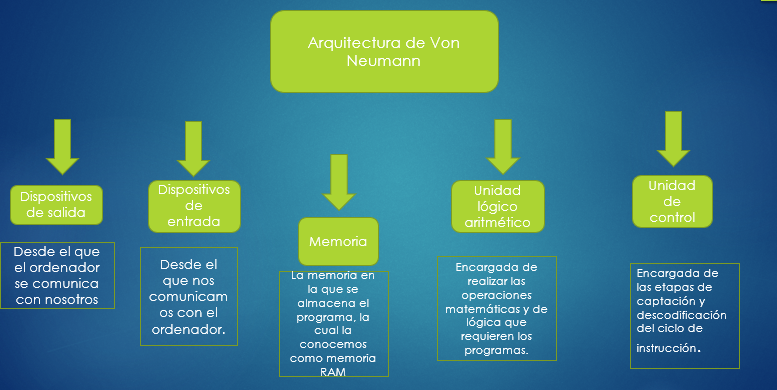 Arquitectura de Von
Neumann
Dispositivos
de salida
Desde el que
el ordenador
se comunica
con nosotros
Dispositivos
de
entrada
Desde el
que nos
comunicam
os con el
ordenador.
Memoria
La memoria en
la que se
almacena el
programa, la
cual la
conocemos
como memoria
RAM
Unidad
lógico
aritmético
Encargada de
realizar las
operaciones
matemáticas y de
lógica que
requieren los
programas.
Unidad
de
control
Encargada de
las etapas de
captación y
descodificación
del ciclo de
instrucción.